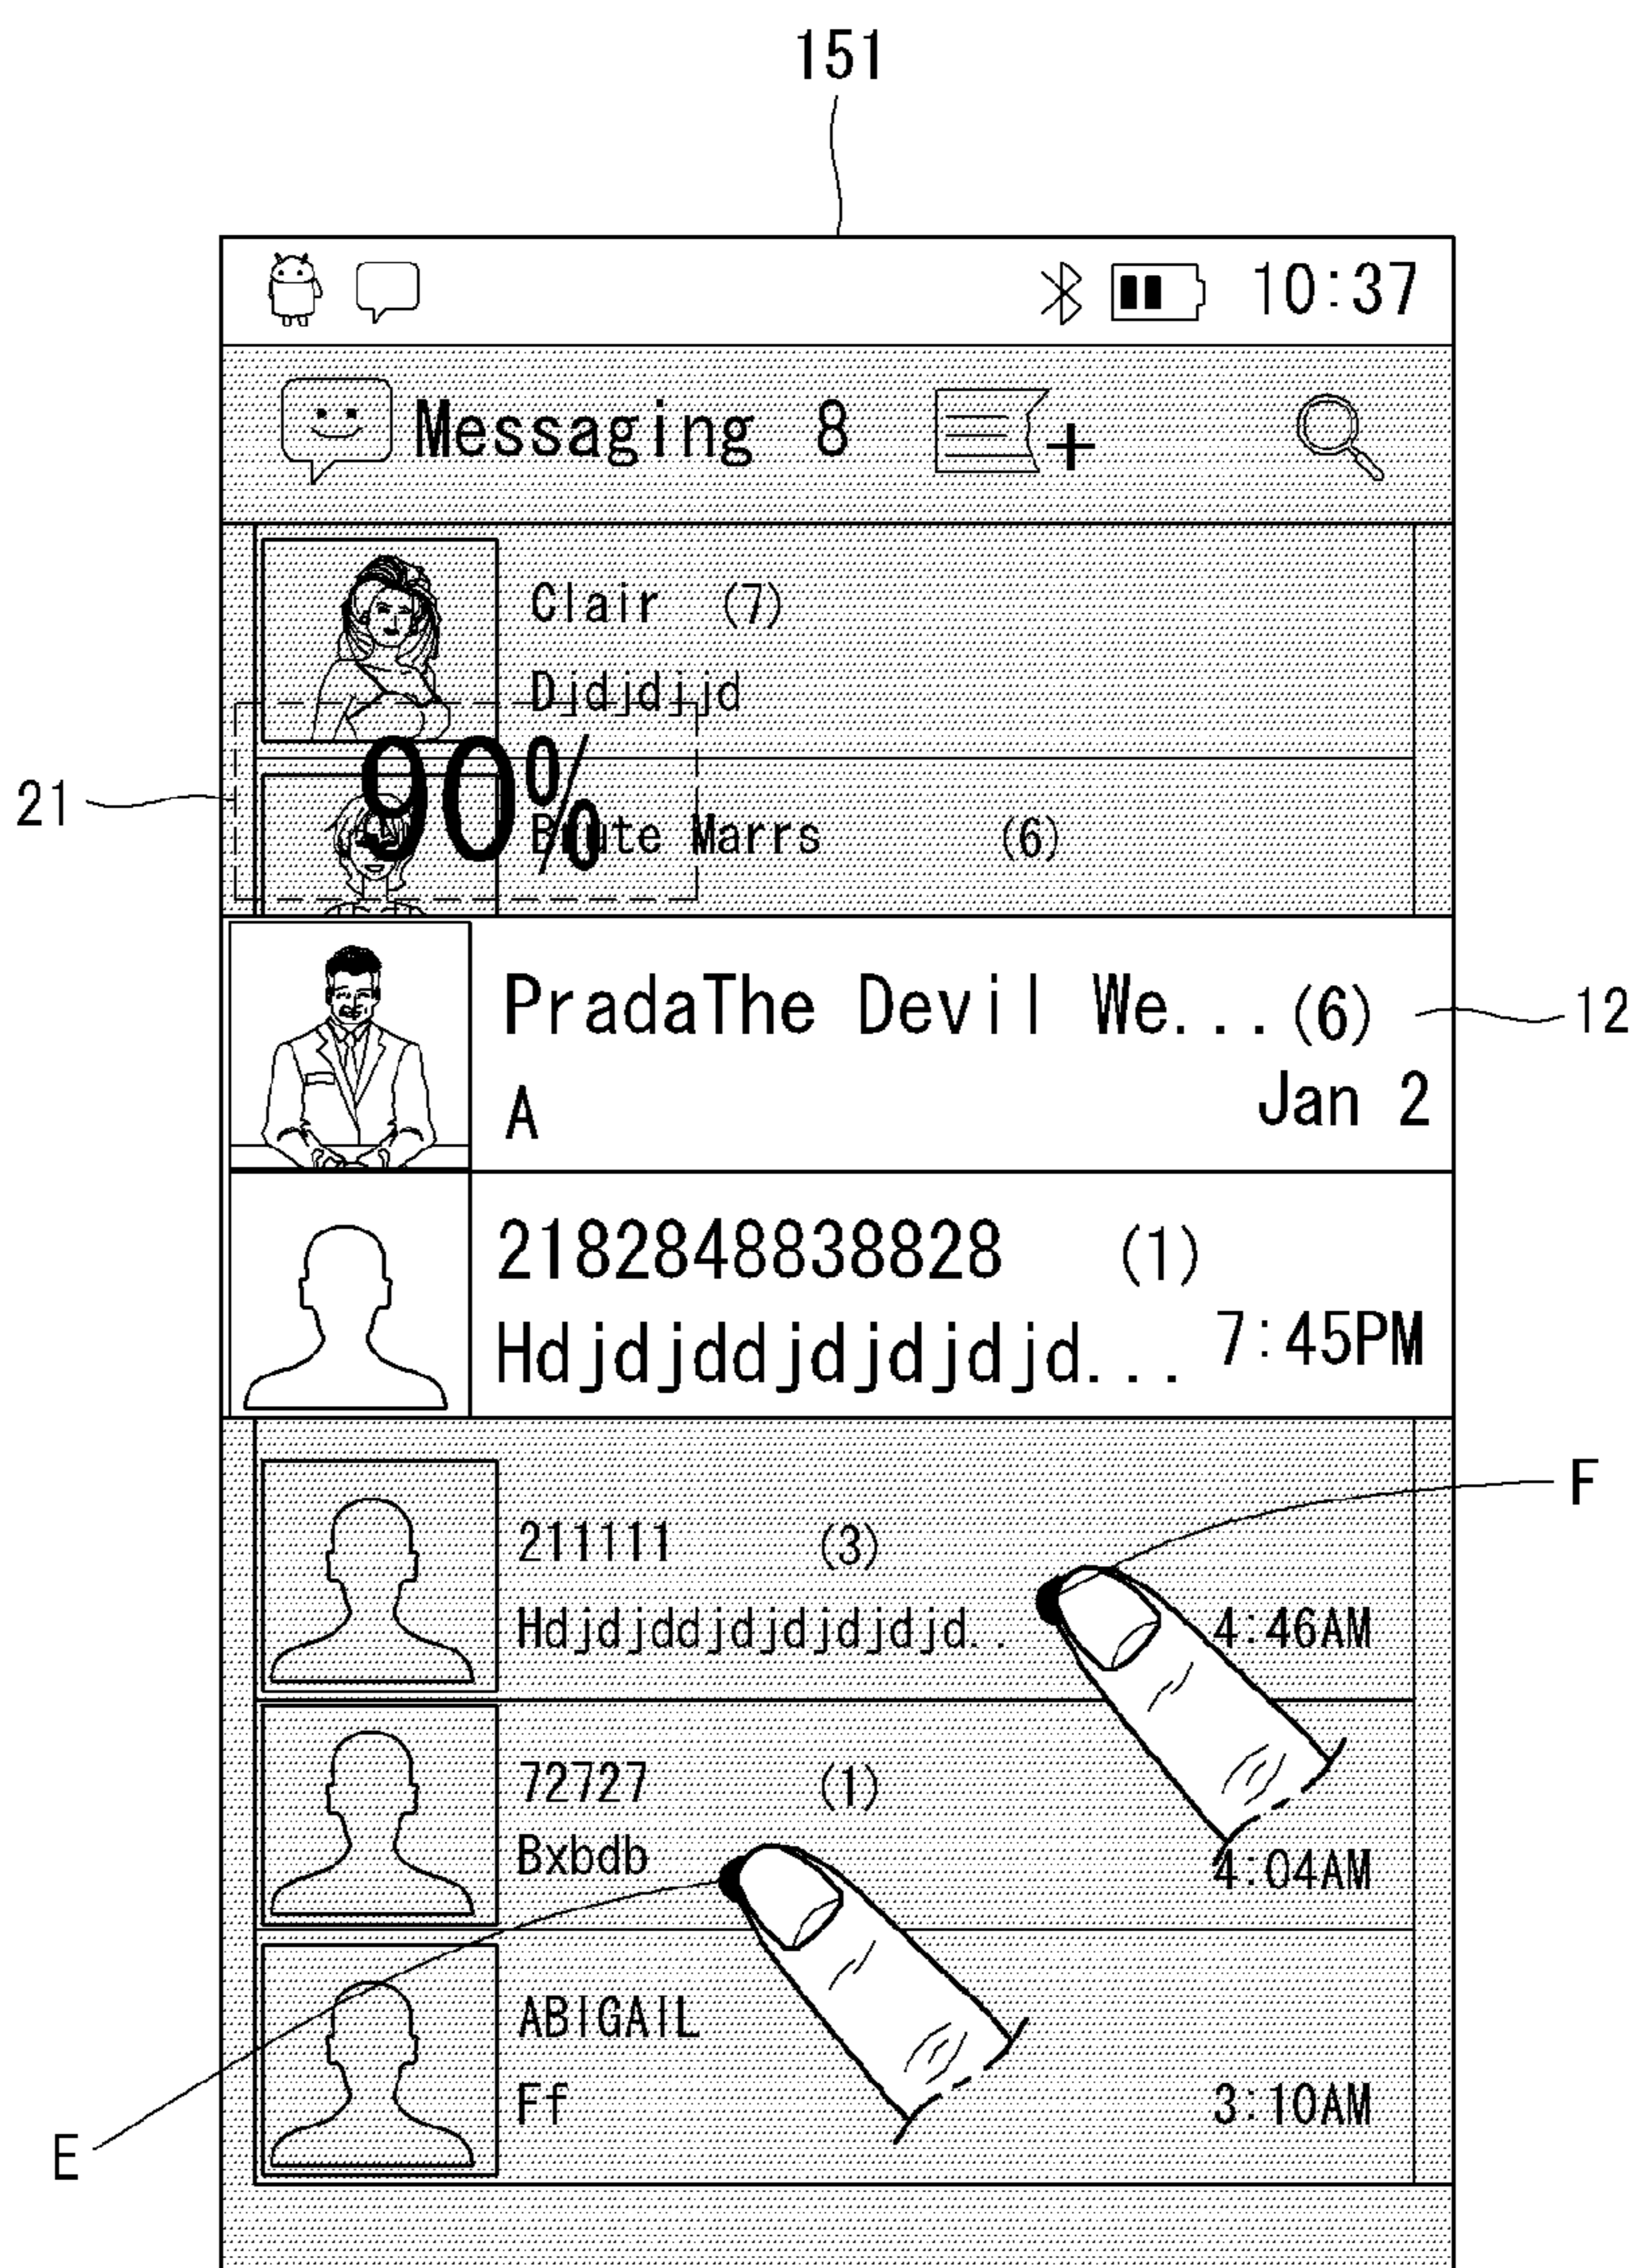 151
10:37
Messaging 8
Clair (7)
Djdjdjjd
21
90%
Brute Marrs (6)
PradaThe Devil We...(6)
12
A
Jan 2
2182848838828 (1)
Hdjdjddjdjdjdjd...
7:45PM
F
211111 (3)
Hdjdjddjdjdjdjdjd..
4:46AM
72727 (1)
Bxbdb
4:04AM
ABIGAIL
Ff
3:10AM
E